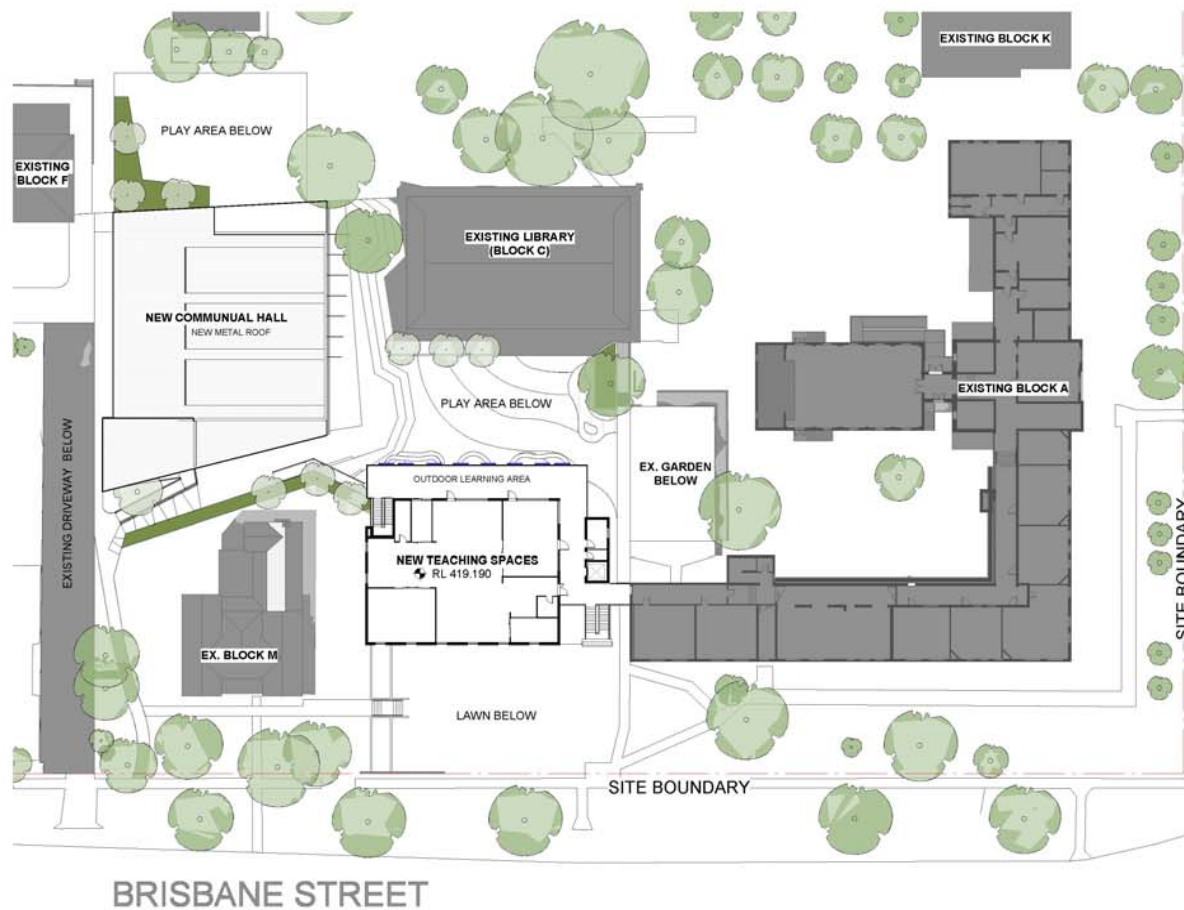 EXISTING BLOCK K
PLAY AREA BELOW
EXISTING
BLOCK F
EXISTING LIBRARY
(BLOCK C)
NEW COMMUNUAL HALL
NEW METAL ROOF
EXISTING BLOCK A
PLAY AREA BELOW
EX. GARDEN
BELOW
OUTDOOR LEARNING AREA
EXISTING DRIVEWAY BELOW
NEW TEACHING SPACES
RL 419.190
SITE BOUNDARY
EX. BLOCK M
LAWN BELOW
SITE BOUNDARY
BRISBANE STREET